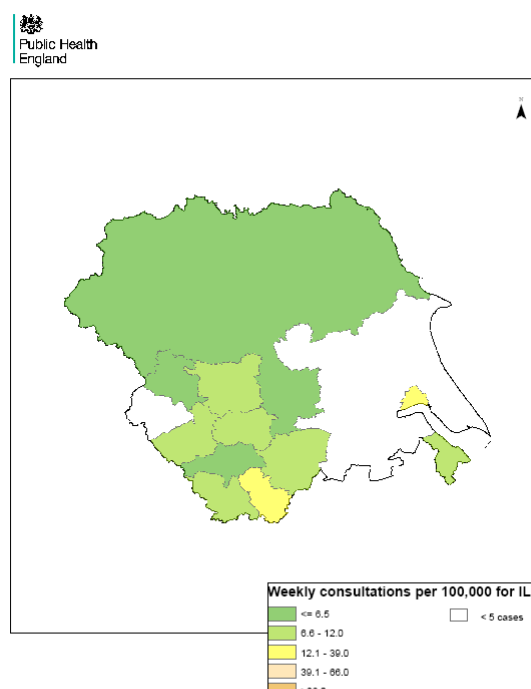 Public Health
England
N
Weekly consultations per 100,000 for IL
<= 6.5
< 5 cases
6.6 - 12.0
12.1 - 39.0
39.1 - 66.0